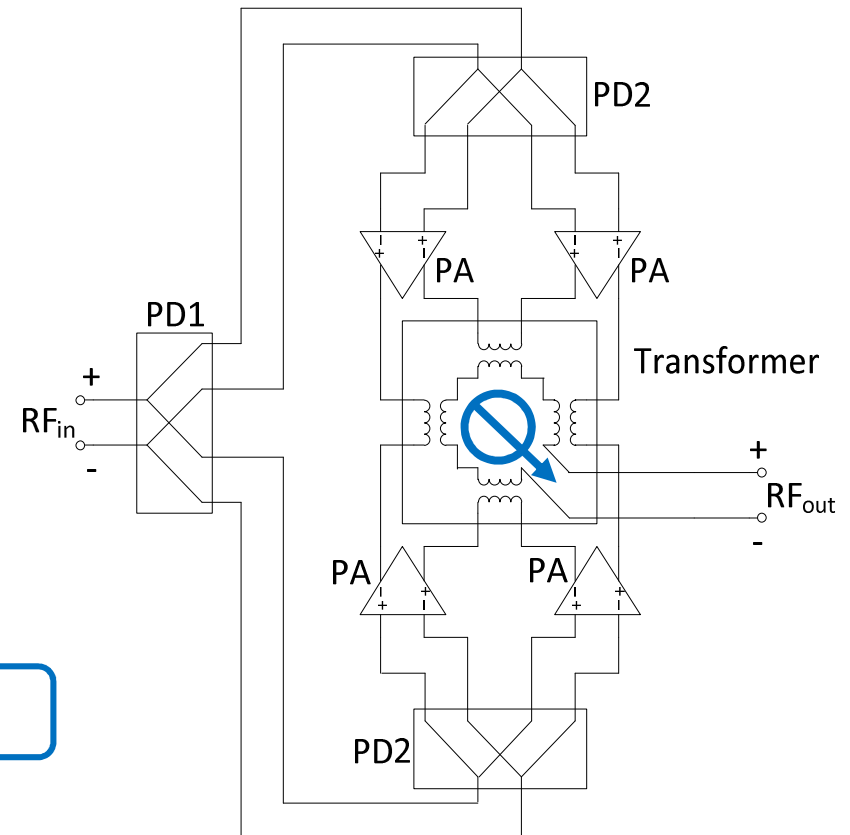 PD2
PA
PA
PD1
Transformer
+
RFin
-
+
RFout
-
PA
PA
PD2